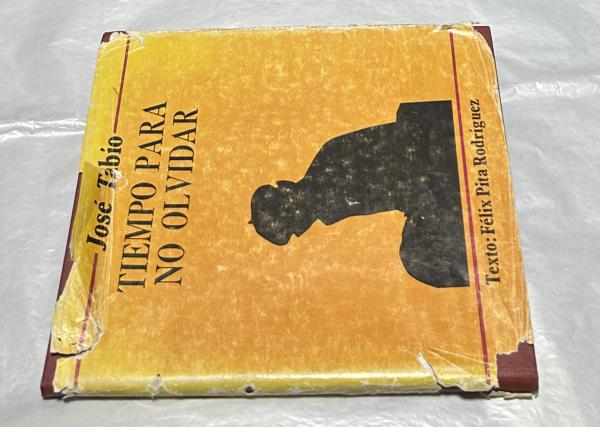 José Tabío
TIEMPO PARA
NO OLVIDAR
Texto: Félix Pita Rodríguez